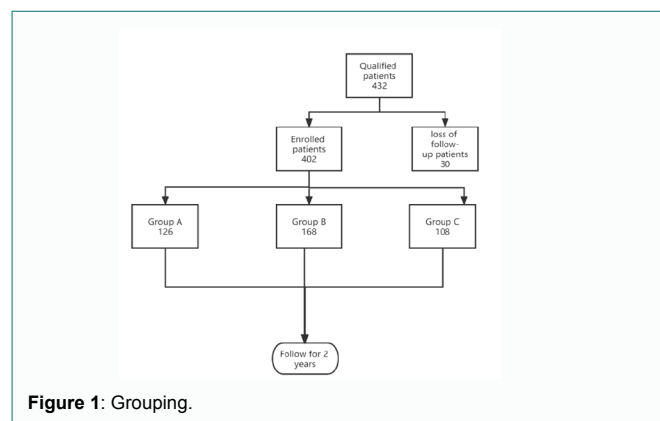 Qualified
patients
432
Enrolled
patients
402
loss of
follow-
up patients
30
Group A
126
Group B
168
Group C
108
Follow for 2
years
Figure 1: Grouping.